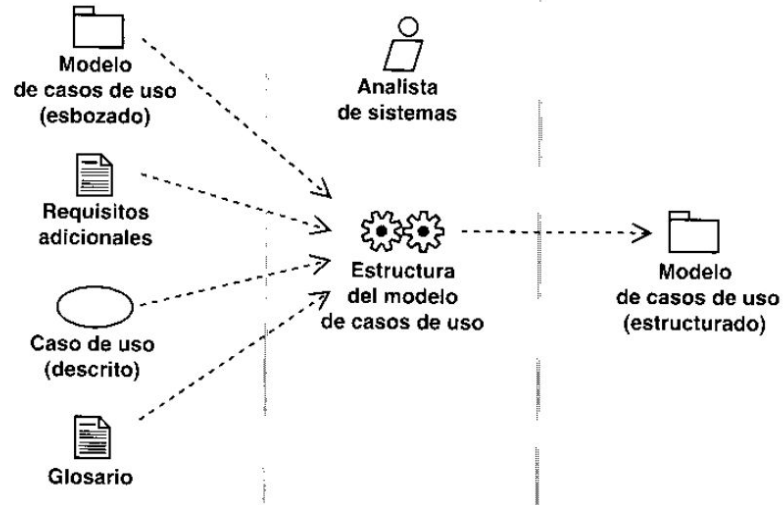 Modelo
de casos de uso
(esbozado)
Requisitos
adicionales
Caso de uso
(descrito)
Glosario
Analista
de sistemas
Estructura
del modelo
de casos de uso
Modelo
de casos de uso
(estructurado)